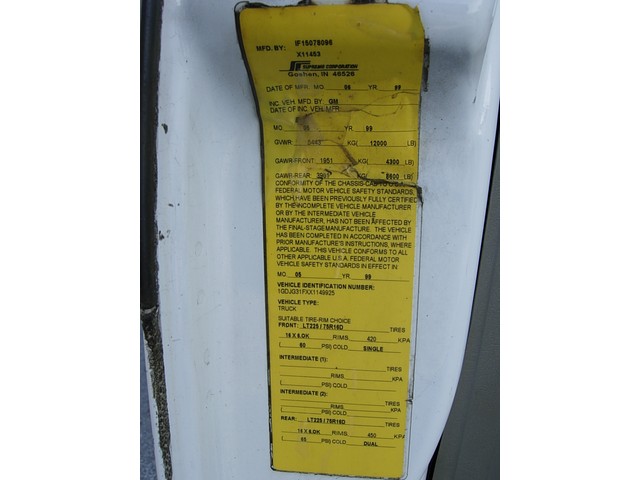 IF15078096
MFD. BY:
X11453
SUPREME CORPORATION
Goshen, IN 46526
DATE OF MFR. MO 06 YR 99
INC. VEH. MFD. BY: GM
DATE OF INC. VEH MFR:
MO YR 99
GVWR: 5443 KG( 12000 LB)
GAWR-FRONT 1951 KG( 4300 LB)
GAWR-REAR KG( 8600 LB)
CONFORMITY OF THE CHASSIS-CAB TO U.S.A.
FEDERAL MOTOR VEHICLE SAFETY STANDARDS,
WHICH HAVE BEEN PREVIOUSLY FULLY CERTIFIED
BY THE INCOMPLETE VEHICLE MANUFACTURER
OR BY THE INTERMEDIATE VEHICLE
MANUFACTURER, HAS NOT BEEN AFFECTED BY
THE FINAL-STAGE MANUFACTURE. THE VEHICLE
HAS BEEN COMPLETED IN ACCORDANCE WITH
PRIOR MANUFACTURE'S INSTRUCTIONS, WHERE
APPLICABLE. THIS VEHICLE CONFORMS TO ALL
OTHER APPLICABLE U.S.A. FEDERAL MOTOR
VEHICLE SAFETY STANDARDS IN EFFECT IN
MO 05 YR 99
VEHICLE IDENTIFICATION NUMBER:
1GDJG31FXX1149925
VEHICLE TYPE:
TRUCK
SUITABLE TIRE-RIM CHOICE
FRONT: LT225 / 75R16D TIRES
16 X 6.0K RIMS 420 KPA
( 60 PSI) COLD SINGLE
INTERMEDIATE (1):
TIRES
RIMS KPA
( PSI) COLD
INTERMEDIATE (2):
TIRES
RIMS KPA
( PSI) COLD
REAR: LT225 / 75R16D TIRES
16 X 6.0K RIMS 450 KPA
( 65 PSI) COLD DUAL